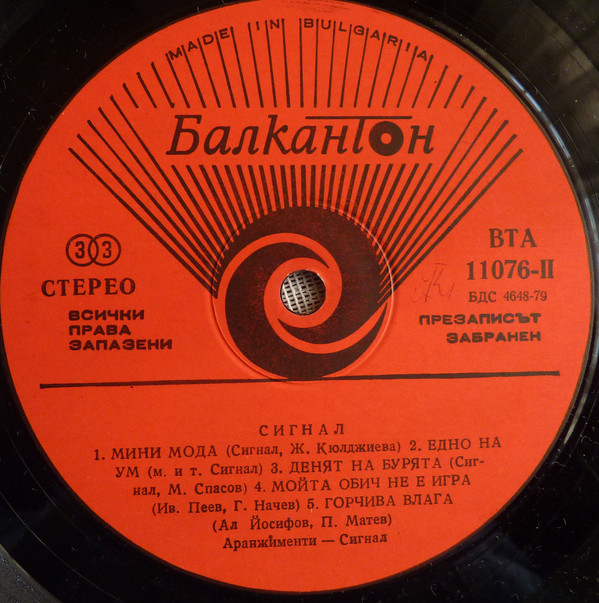 MADE IN BULGARIA
Балкантон
33
СТЕРЕО
ВСИЧКИ
ПРАВА
ЗАПАЗЕНИ
ВТА
11076-II
БДС 4648-79
ПРЕЗАПИСЪТ
ЗАБРАНЕН
СИГНАЛ
1. МИНИ МОДА (Сигнал, Ж. Кюлджиева) 2. ЕДНО НА
УМ (м. и т. Сигнал) 3. ДЕНЯТ НА БУРЯТА (Сиг-
нал, М. Спасов) 4. МОЙТА ОБИЧ НЕ Е ИГРА
(Ив. Пеев, Г. Начев) 5. ГОРЧИВА ВЛАГА
(Ал Йосифов, П. Матев)
Аранжименти — Сигнал